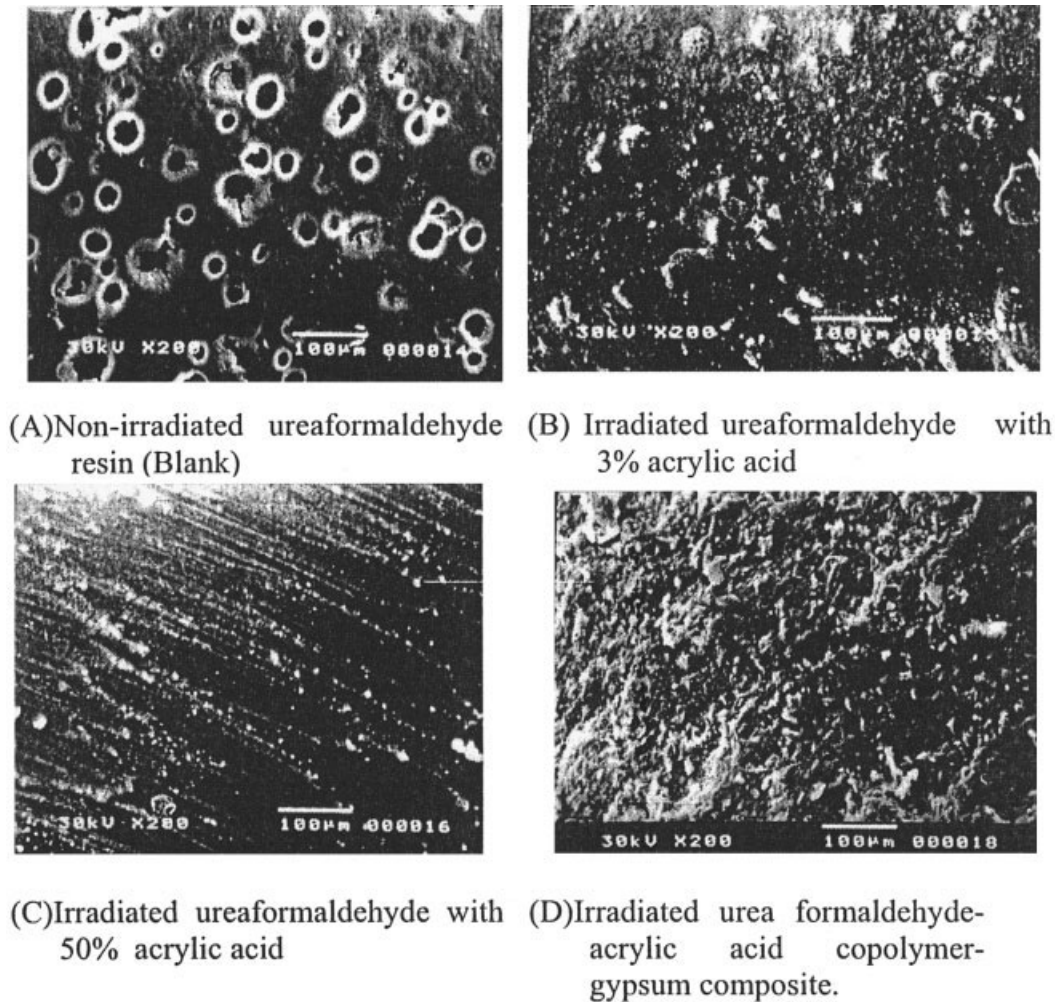 30kV X200 100µm 000014
30kV X200 100µm 000015
(A)Non-irradiated ureaformaldehyde
resin (Blank)
(B) Irradiated ureaformaldehyde with
3% acrylic acid
30kV X200 100µm 000016
30kV X200 100µm 000018
(C)Irradiated ureaformaldehyde with
50% acrylic acid
(D)Irradiated urea formaldehyde-
acrylic acid copolymer-
gypsum composite.